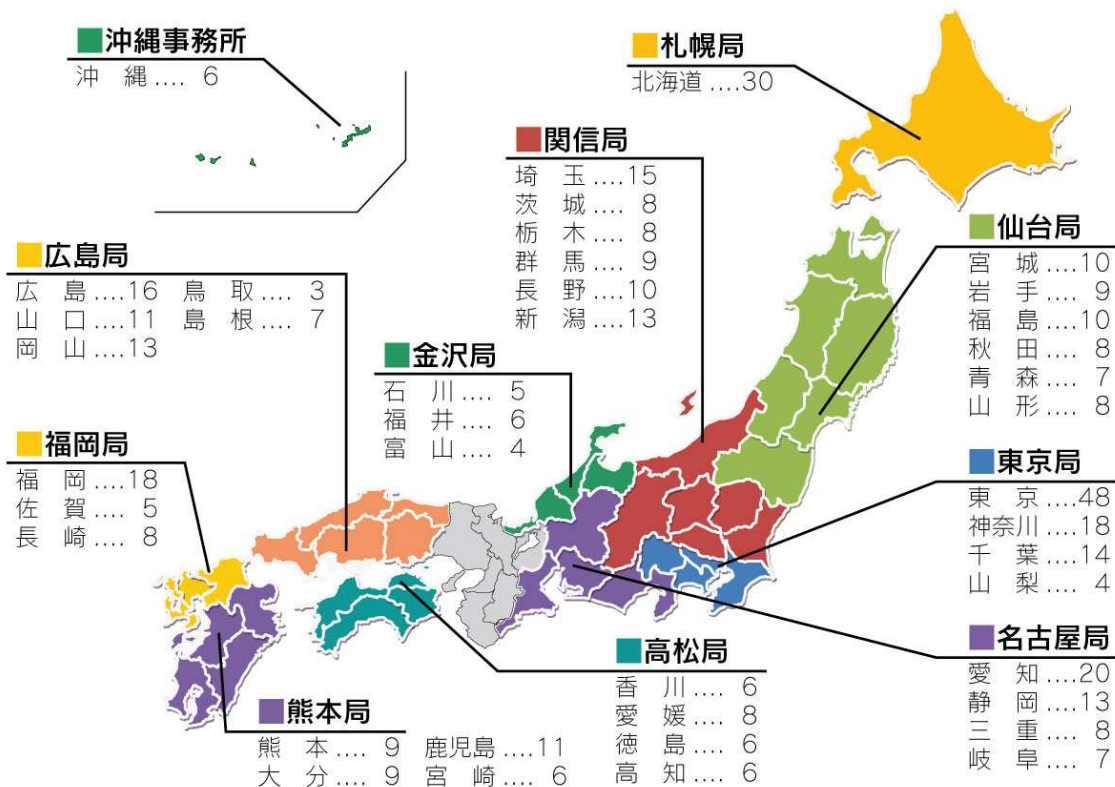 ■沖縄事務所
沖 縄 .... 6
■札幌局
北海道 ....30
■関信局
埼 玉 ....15
茨 城 .... 8
栃 木 .... 8
群 馬 .... 9
長 野 ....10
新 潟 ....13
■仙台局
宮 城 ....10
岩 手 .... 9
福 島 ....10
秋 田 .... 8
青 森 .... 7
山 形 .... 8
■広島局
広 島 ....16 鳥 取 .... 3
山 口 ....11 島 根 .... 7
岡 山 ....13
■金沢局
石 川 .... 5
福 井 .... 6
富 山 .... 4
■福岡局
福 岡 ....18
佐 賀 .... 5
長 崎 .... 8
■東京局
東 京 ....48
神奈川 ....18
千 葉 ....14
山 梨 .... 4
■名古屋局
愛 知 ....20
静 岡 ....13
三 重 .... 8
岐 阜 .... 7
■高松局
香 川 .... 6
愛 媛 .... 8
徳 島 .... 6
高 知 .... 6
■熊本局
熊 本 .... 9 鹿児島 ....11
大 分 .... 9 宮 崎 .... 6